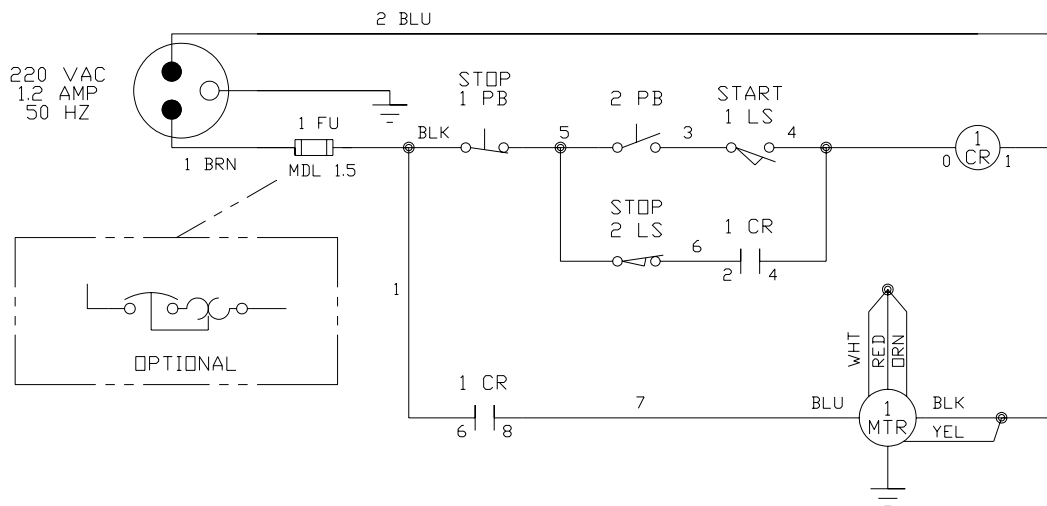 2 BLU
220 VAC
1.2 AMP
50 HZ
STOP
1 PB
2 PB
START
1 LS
1 FU
BLK
5
3
4
1 BRN
MDL 1.5
0
1
CR
1
STOP
2 LS
1 CR
6
2
4
1
OPTIONAL
WHT
RED
ORN
1 CR
7
BLU
1
MTR
BLK
YEL
6
8